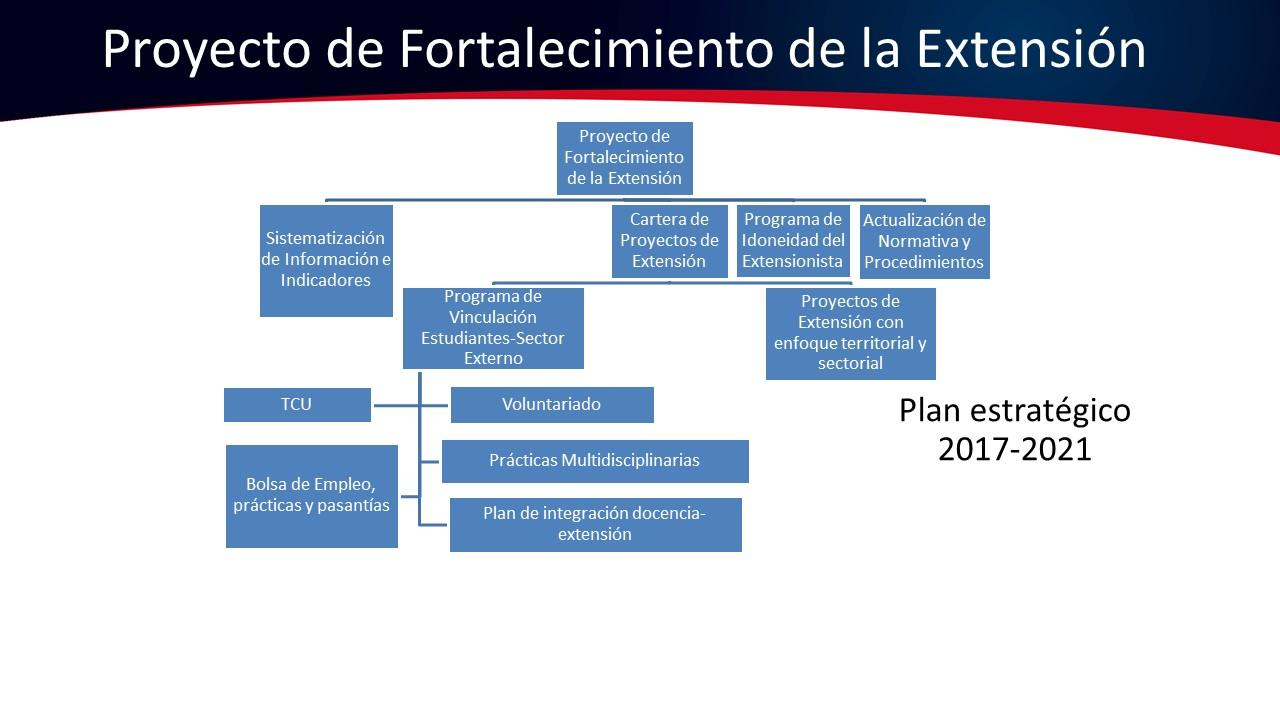 Proyecto de Fortalecimiento de la Extensión
Proyecto de
Fortalecimiento
de la Extensión
Sistematización
de Información e
Indicadores
Cartera de
Proyectos de
Extensión
Programa de
Idoneidad del
Extensionista
Actualización de
Normativa y
Procedimientos
Programa de
Vinculación
Estudiantes-Sector
Externo
Proyectos de
Extensión con
enfoque territorial y
sectorial
TCU
Voluntariado
Prácticas Multidisciplinarias
Bolsa de Empleo,
prácticas y pasantías
Plan de integración docencia-
extensión
Plan estratégico
2017-2021